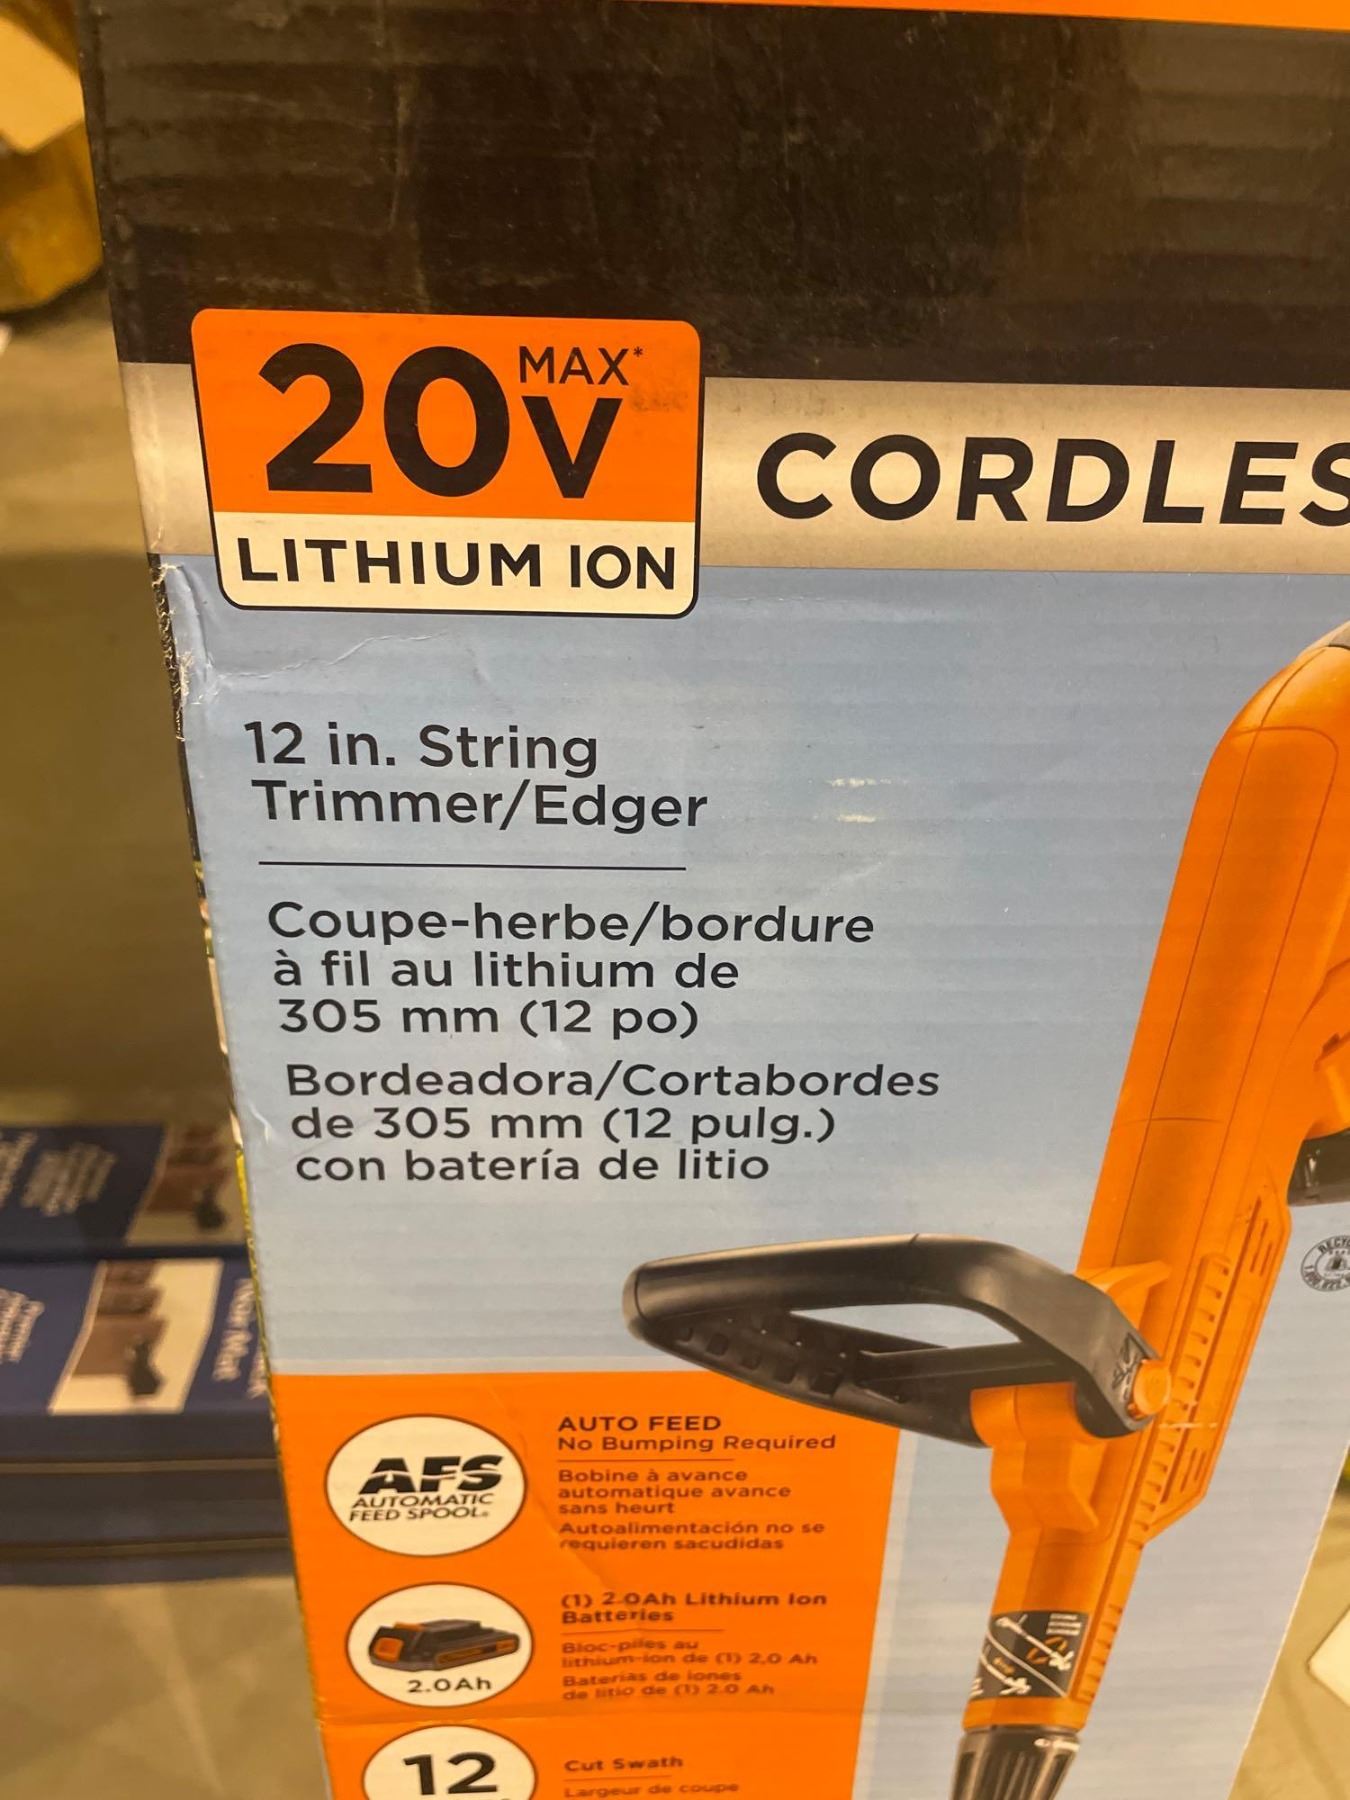 20V MAX*
LITHIUM ION
CORDLES
12 in. String
Trimmer/Edger
Coupe-herbe/bordure
à fil au lithium de
305 mm (12 po)
Bordeadora/Cortabordes
de 305 mm (12 pulg.)
con batería de litio
AFS
AUTOMATIC
FEED SPOOL®
AUTO FEED
No Bumping Required
Bobine à avance
automatique avance
sans heurt
Autoalimentación no se
requieren sacudidas
2.0Ah
(1) 2.0Ah Lithium Ion
Batteries
Bloc-piles au
lithium-ion de (1) 2,0 Ah
Baterías de iones
de litio de (1) 2.0 Ah
12
Cut Swath
Largeur de coupe